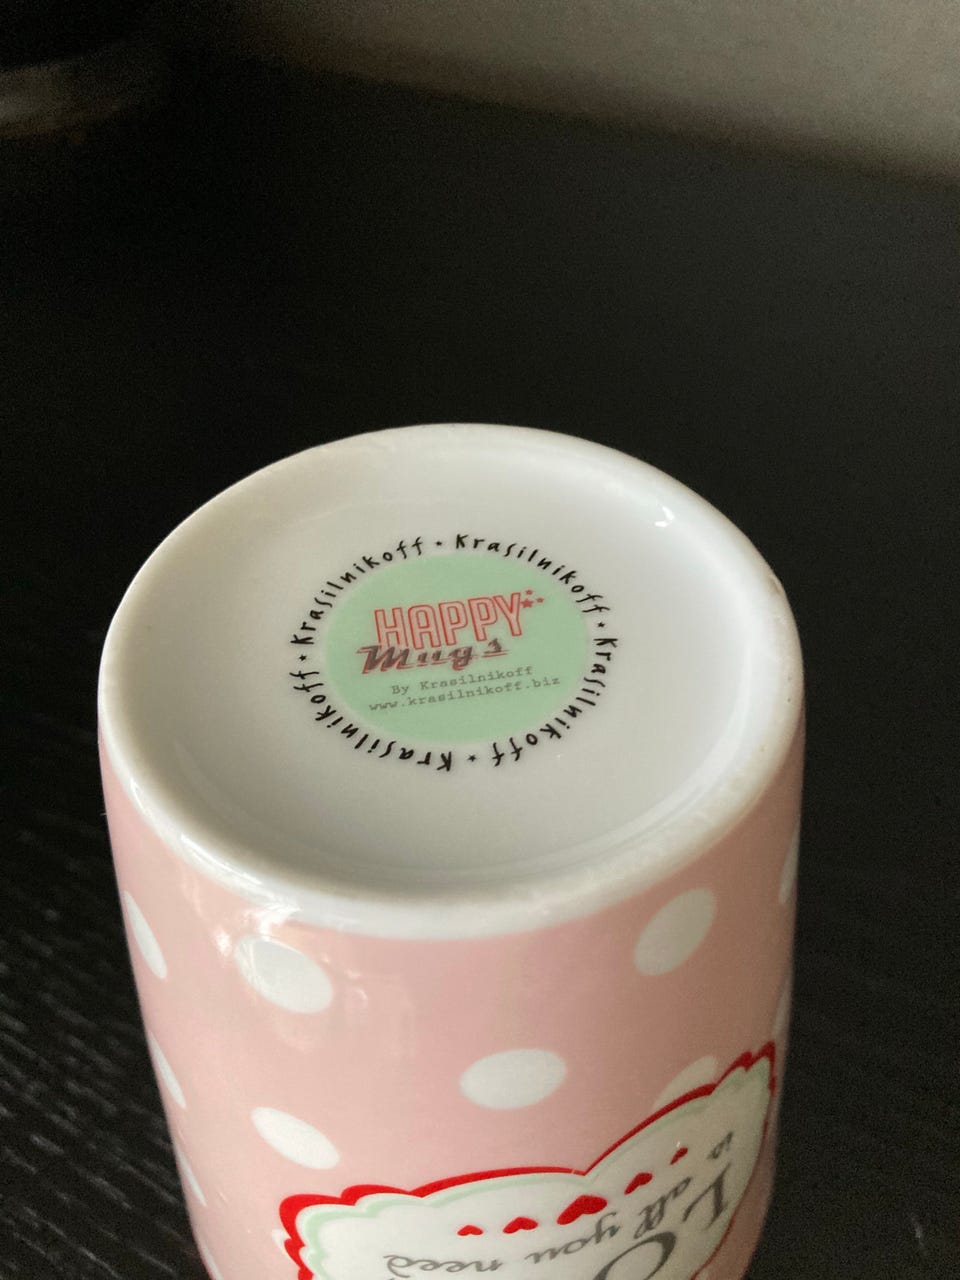 Krasilnikoff ★ Krasilnikoff ★ Krasilnikoff ★ Krasilnikoff ★
HAPPY
Mugs
By Krasilnikoff
www.krasilnikoff.biz
is all you need